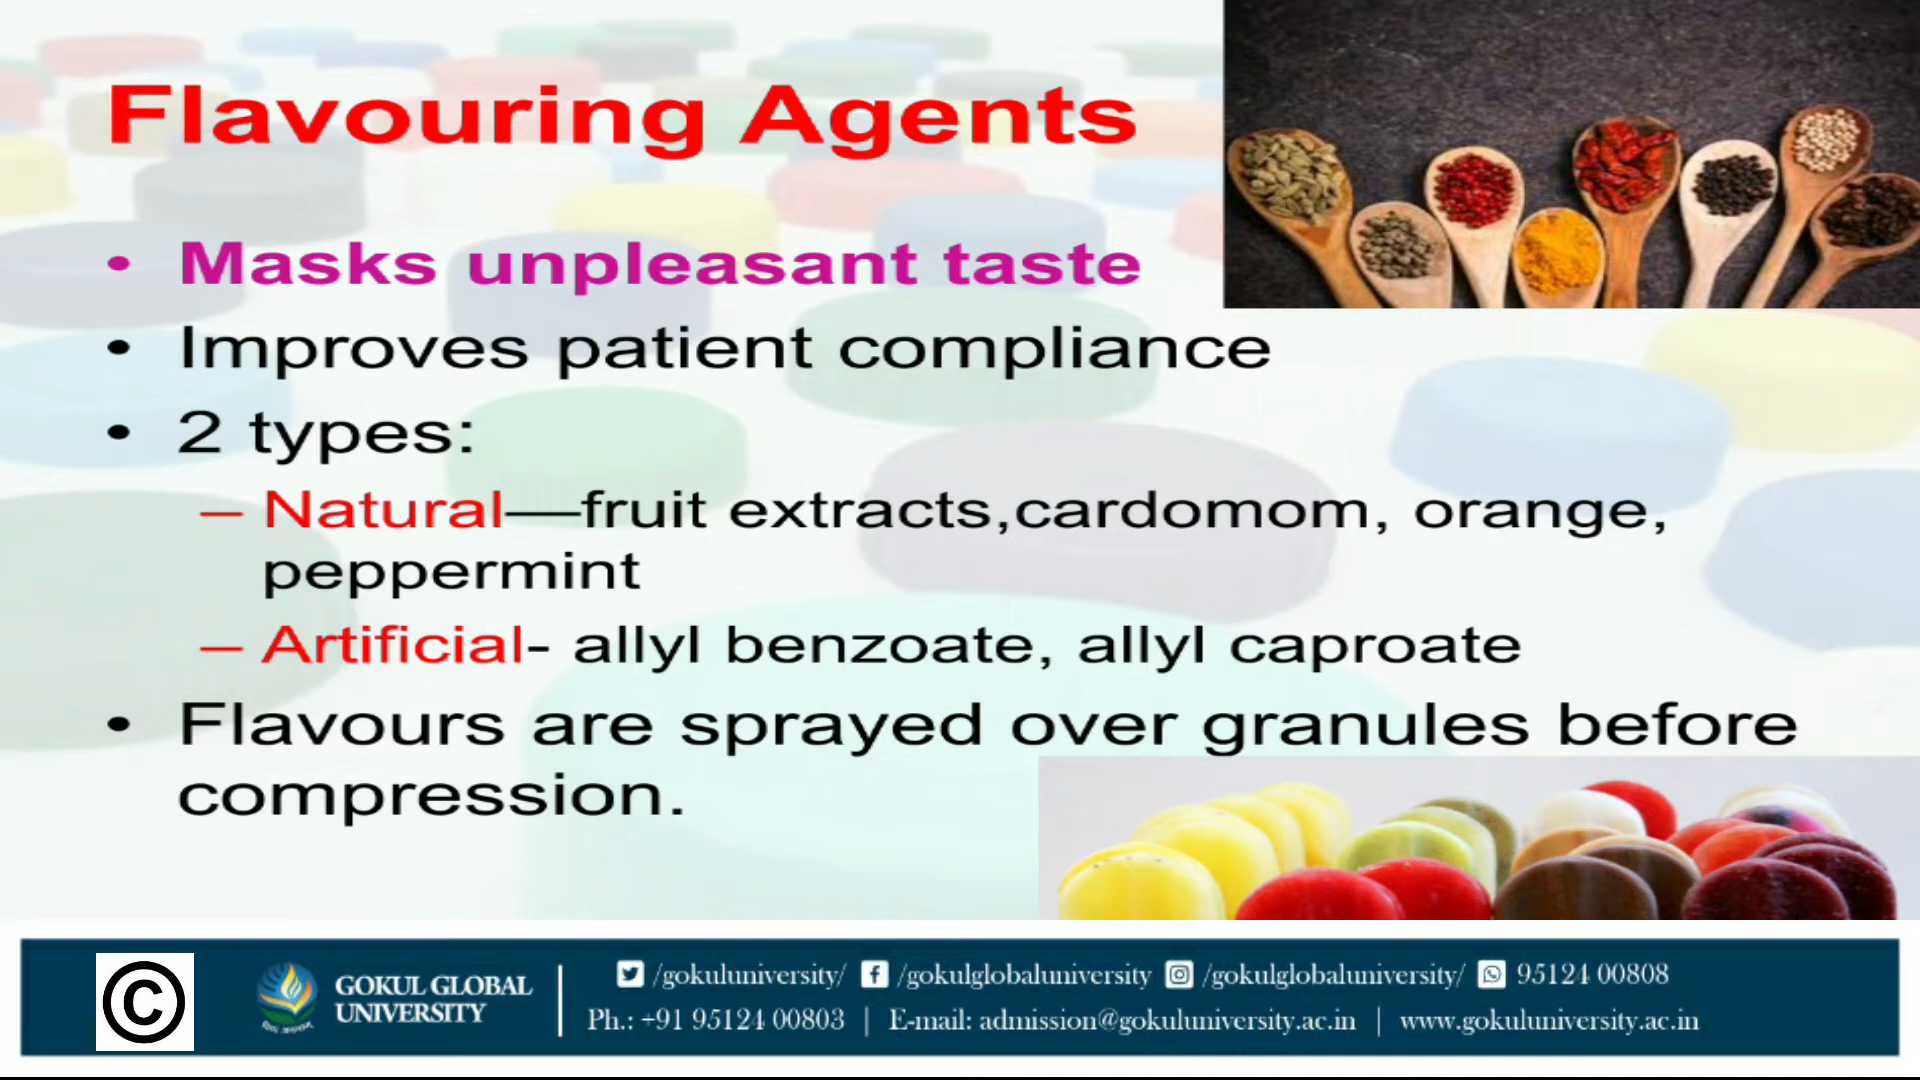 Flavouring Agents
• Masks unpleasant taste
• Improves patient compliance
• 2 types:
– Natural—fruit extracts,cardomom, orange,
peppermint
– Artificial- allyl benzoate, allyl caproate
• Flavours are sprayed over granules before
compression.
©
GOKUL GLOBAL
UNIVERSITY
/gokuluniversity/ /gokulglobaluniversity /gokulglobaluniversity/ 95124 00808
Ph.: +91 95124 00803 | E-mail: admission@gokuluniversity.ac.in | www.gokuluniversity.ac.in